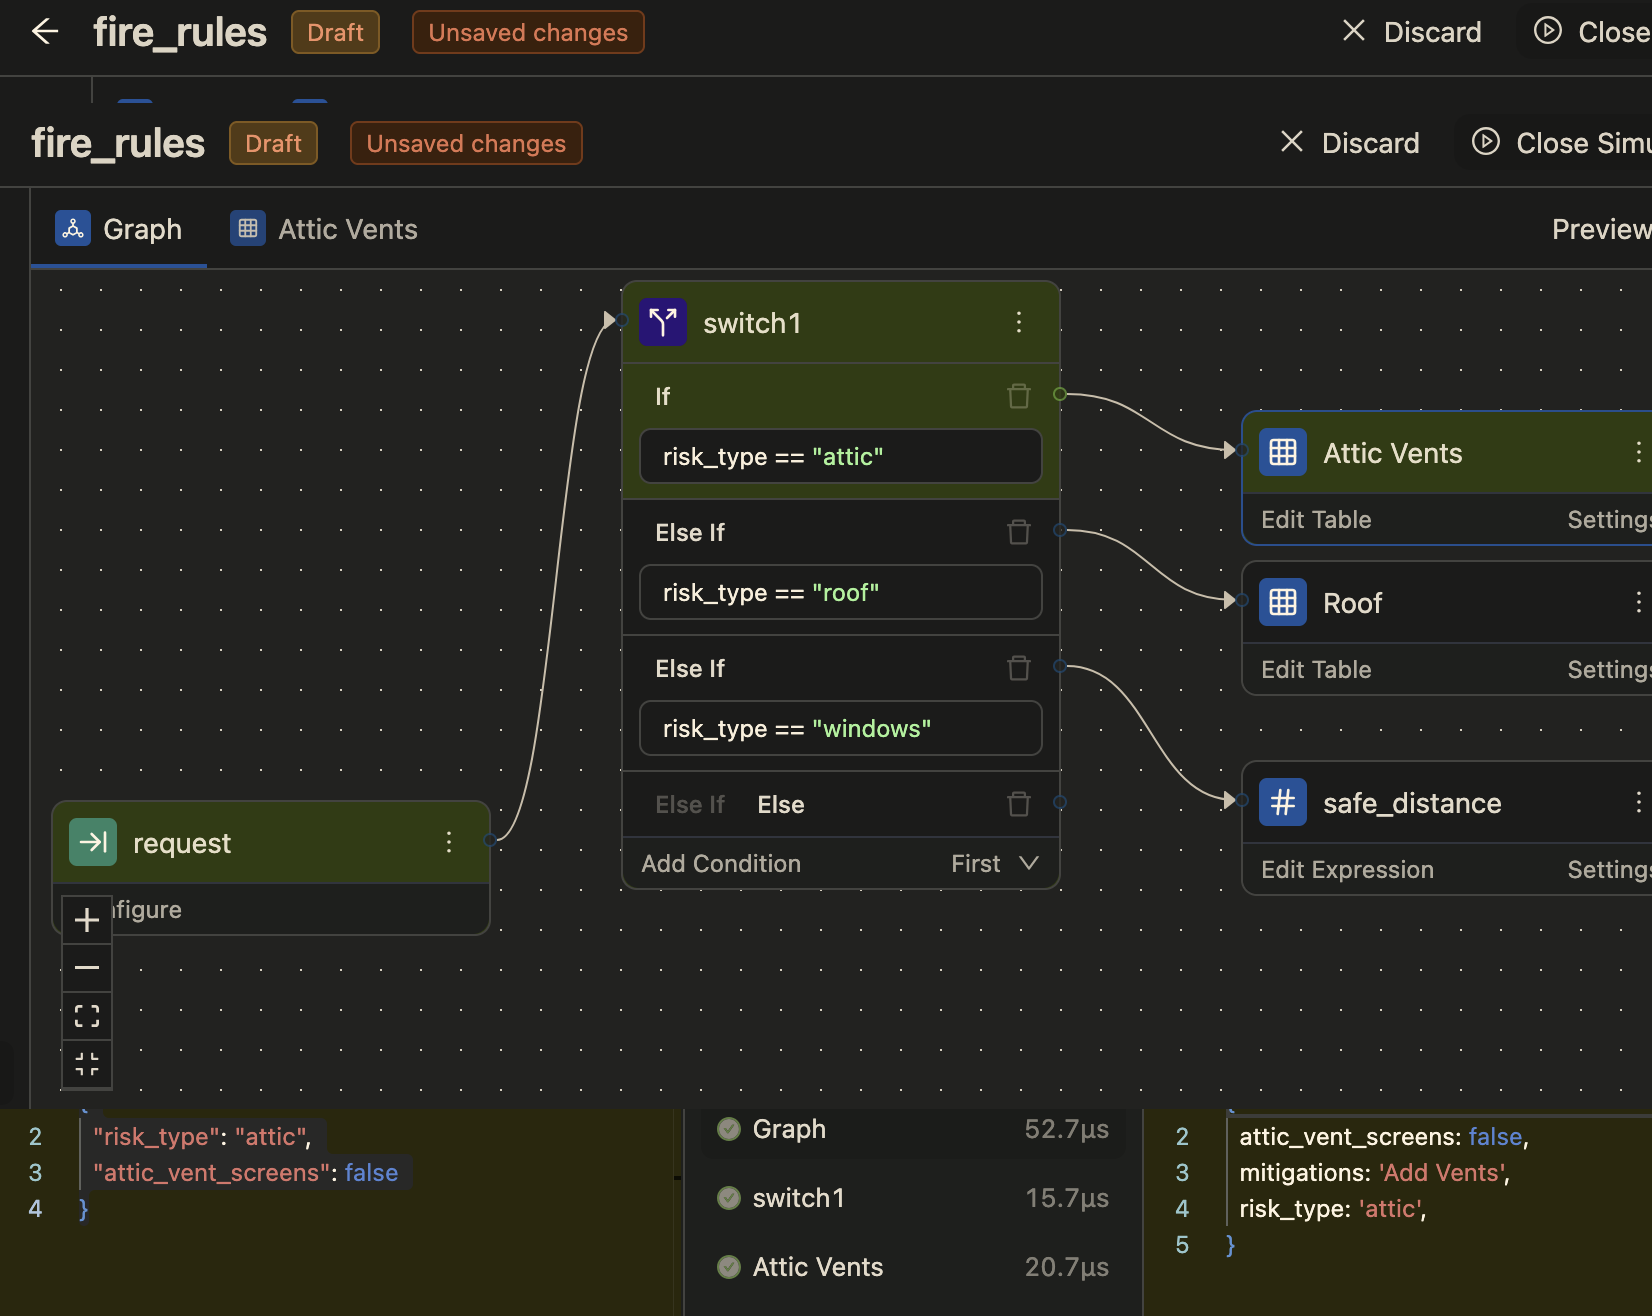 fire_rules Draft Unsaved changes Discard Close
fire_rules Draft Unsaved changes Discard Close Simu
Graph Attic Vents Preview
switch1
If
risk_type == "attic"
Attic Vents
Edit Table Settings
Else If
risk_type == "roof"
Roof
Edit Table Settings
Else If
risk_type == "windows"
safe_distance
Edit Expression Settings
Else If Else
Add Condition First
request
nfigure
{
2 "risk_type": "attic",
3 "attic_vent_screens": false
4 }
Graph 52.7µs
switch1 15.7µs
Attic Vents 20.7µs
{
2 attic_vent_screens: false,
3 mitigations: 'Add Vents',
4 risk_type: 'attic',
5 }